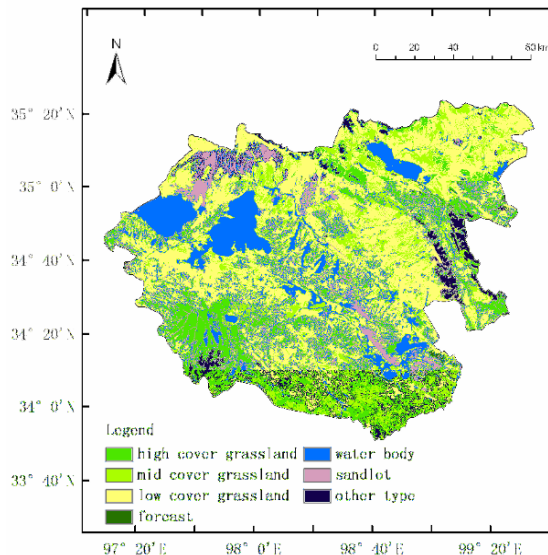 N
0 20 40 80 km
35° 20′N
35° 0′N
34° 40′N
34° 20′N
34° 0′N
33° 40′N
Legend
high cover grassland
water body
mid cover grassland
sandlot
low cover grassland
other type
foreast
97° 20′E 98° 0′E 98° 40′E 99° 20′E